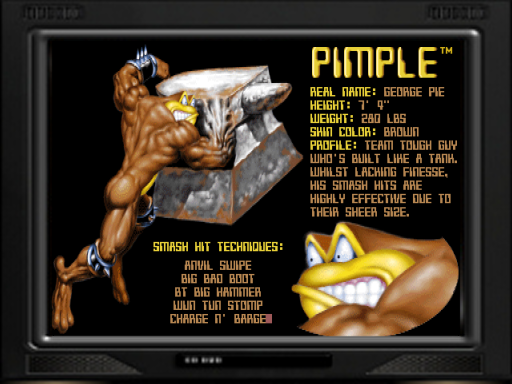 PIMPLE™
REAL NAME: GEORGE PIE
HEIGHT: 7' 4"
WEIGHT: 280 LBS
SKIN COLOR: BROWN
PROFILE: TEAM TOUGH GUY
WHO'S BUILT LIKE A TANK.
WHILST LACKING FINESSE,
HIS SMASH HITS ARE
HIGHLY EFFECTIVE DUE TO
THEIR SHEER SIZE.
SMASH HIT TECHNIQUES:
ANVIL SWIPE
BIG BAD BOOT
BT BIG HAMMER
WUN TUN STOMP
CHARGE N' BARGE